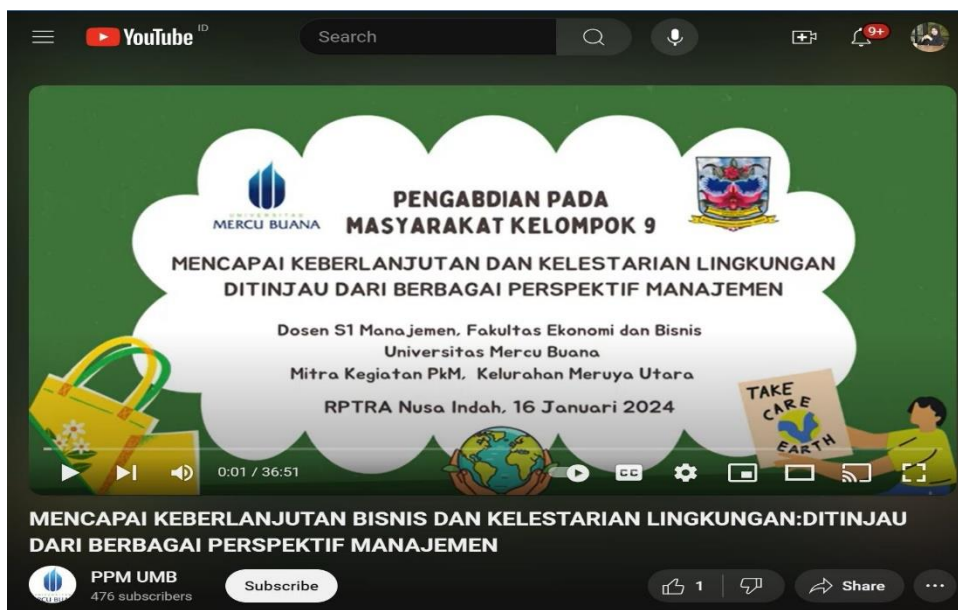 YouTube ID
Search
9+
UNIVERSITAS
MERCU BUANA
PENGABDIAN PADA
MASYARAKAT KELOMPOK 9
MENCAPAI KEBERLANJUTAN DAN KELESTARIAN LINGKUNGAN
DITINJAU DARI BERBAGAI PERSPEKTIF MANAJEMEN
Dosen S1 Manajemen, Fakultas Ekonomi dan Bisnis
Universitas Mercu Buana
Mitra Kegiatan PkM, Kelurahan Meruya Utara
RPTRA Nusa Indah, 16 Januari 2024
TAKE
CARE
EARTH
0:01 / 36:51
CC
MENCAPAI KEBERLANJUTAN BISNIS DAN KELESTARIAN LINGKUNGAN:DITINJAU
DARI BERBAGAI PERSPEKTIF MANAJEMEN
PPM UMB
476 subscribers
Subscribe
1
Share